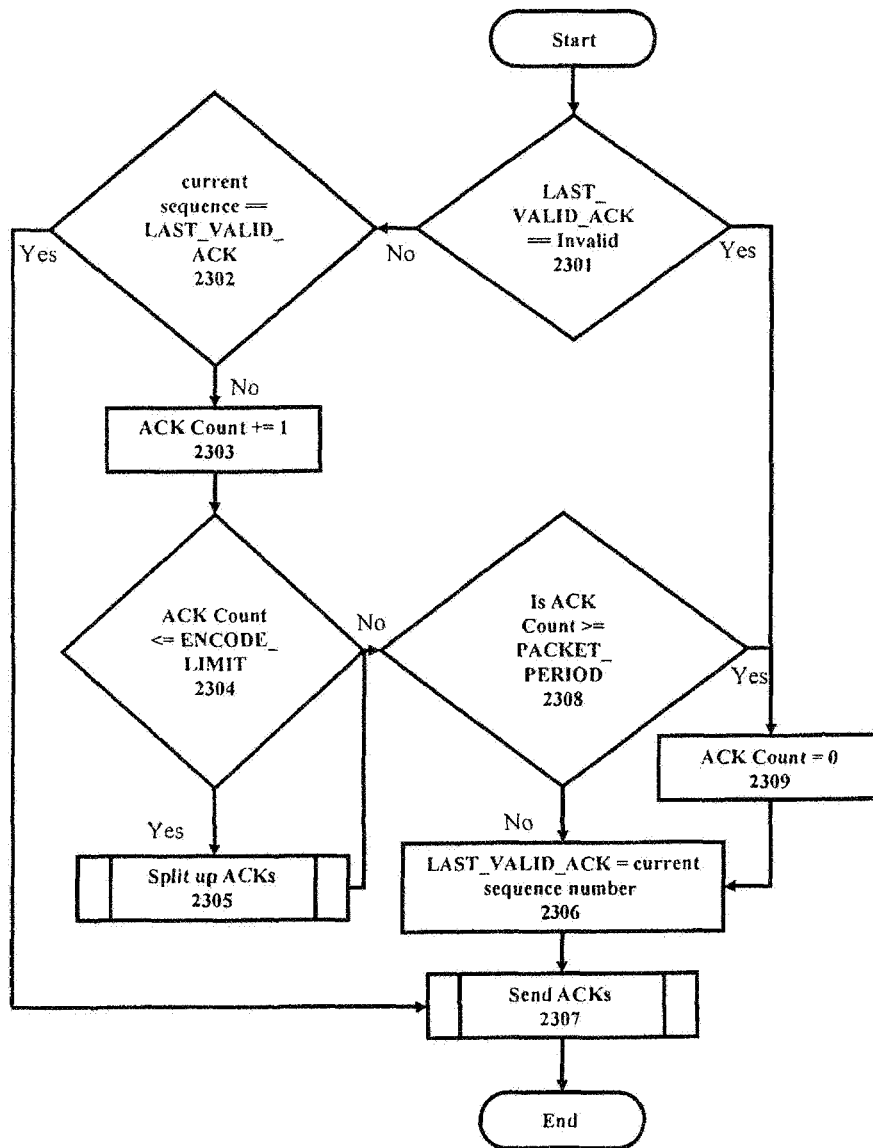 Start
LAST_
VALID_ACK
== Invalid
2301
No
Yes
current
sequence ==
LAST_VALID_
ACK
2302
Yes
No
ACK Count += 1
2303
ACK Count
<= ENCODE_
LIMIT
2304
No
Yes
Split up ACKs
2305
Is ACK
Count >=
PACKET_
PERIOD
2308
Yes
No
ACK Count = 0
2309
LAST_VALID_ACK = current
sequence number
2306
Send ACKs
2307
End